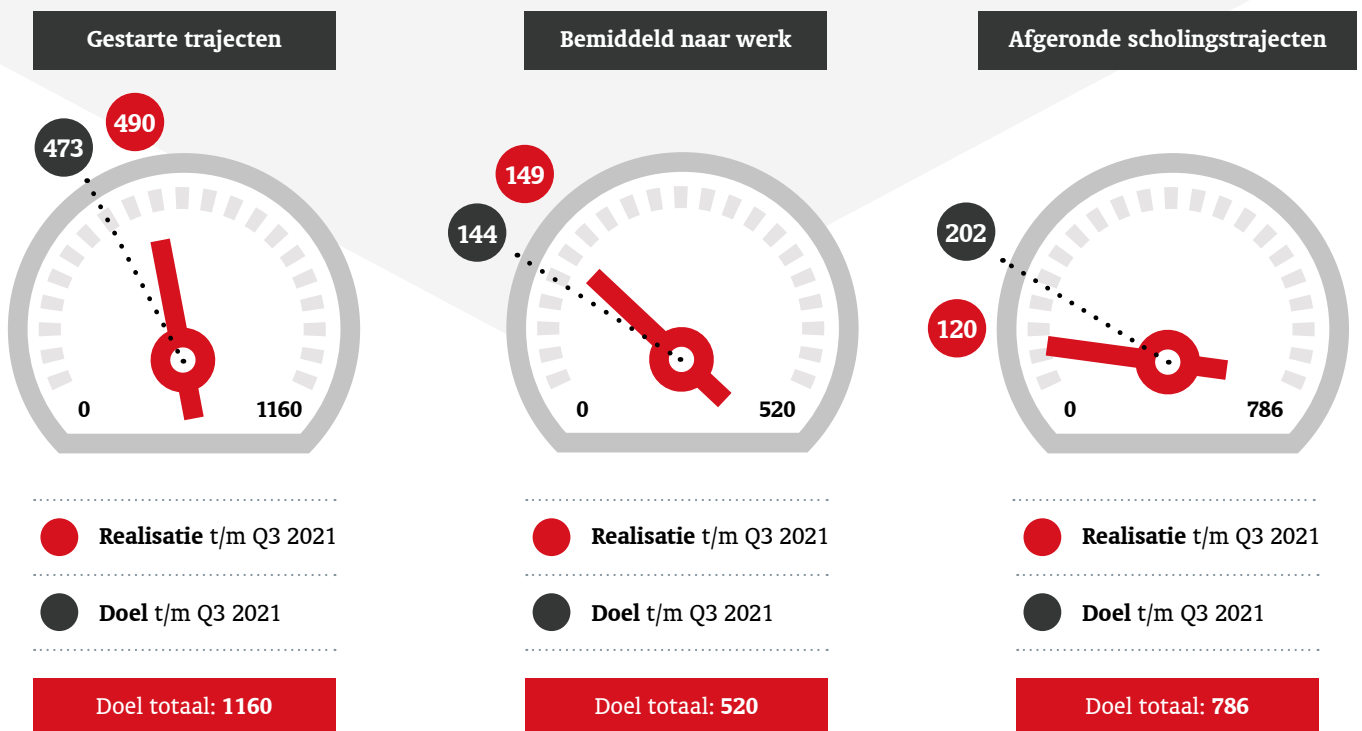 Gestarte trajecten
490
473
0
1160
Realisatie t/m Q3 2021
Doel t/m Q3 2021
Doel totaal: 1160
Bemiddeld naar werk
149
144
0
520
Realisatie t/m Q3 2021
Doel t/m Q3 2021
Doel totaal: 520
Afgeronde scholingstrajecten
202
120
0
786
Realisatie t/m Q3 2021
Doel t/m Q3 2021
Doel totaal: 786